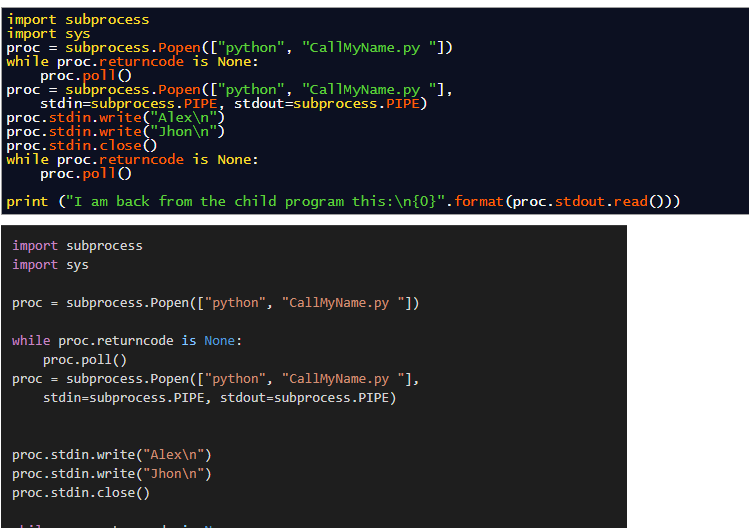 import subprocess
import sys
proc = subprocess.Popen(["python", "CallMyName.py "])
while proc.returncode is None:
    proc.poll()
proc = subprocess.Popen(["python", "CallMyName.py "],
    stdin=subprocess.PIPE, stdout=subprocess.PIPE)
proc.stdin.write("Alex\n")
proc.stdin.write("Jhon\n")
proc.stdin.close()
while proc.returncode is None:
    proc.poll()
print ("I am back from the child program this:\n{0}".format(proc.stdout.read()))
import subprocess
import sys
proc = subprocess.Popen(["python", "CallMyName.py "])
while proc.returncode is None:
    proc.poll()
proc = subprocess.Popen(["python", "CallMyName.py "],
    stdin=subprocess.PIPE, stdout=subprocess.PIPE)
proc.stdin.write("Alex\n")
proc.stdin.write("Jhon\n")
proc.stdin.close()